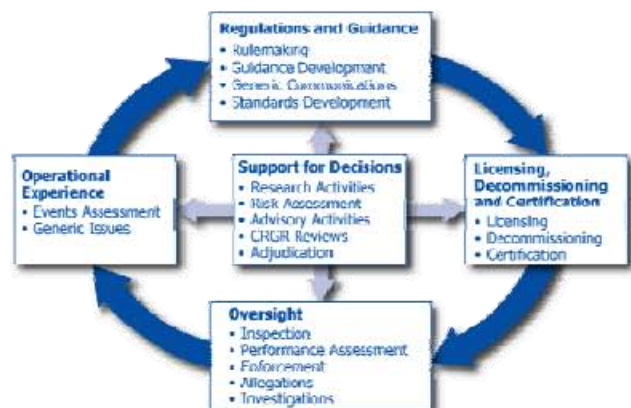 Regulations and Guidance
• Rulemaking
• Guidance Development
• Generic Communications
• Standards Development
Operational
Experience
• Events Assessment
• Generic Issues
Support for Decisions
• Research Activities
• Risk Assessment
• Advisory Activities
• CRGR Reviews
• Adjudication
Licensing,
Decommissioning
and Certification
• Licensing
• Decommissioning
• Certification
Oversight
• Inspection
• Performance Assessment
• Enforcement
• Allegations
• Investigations